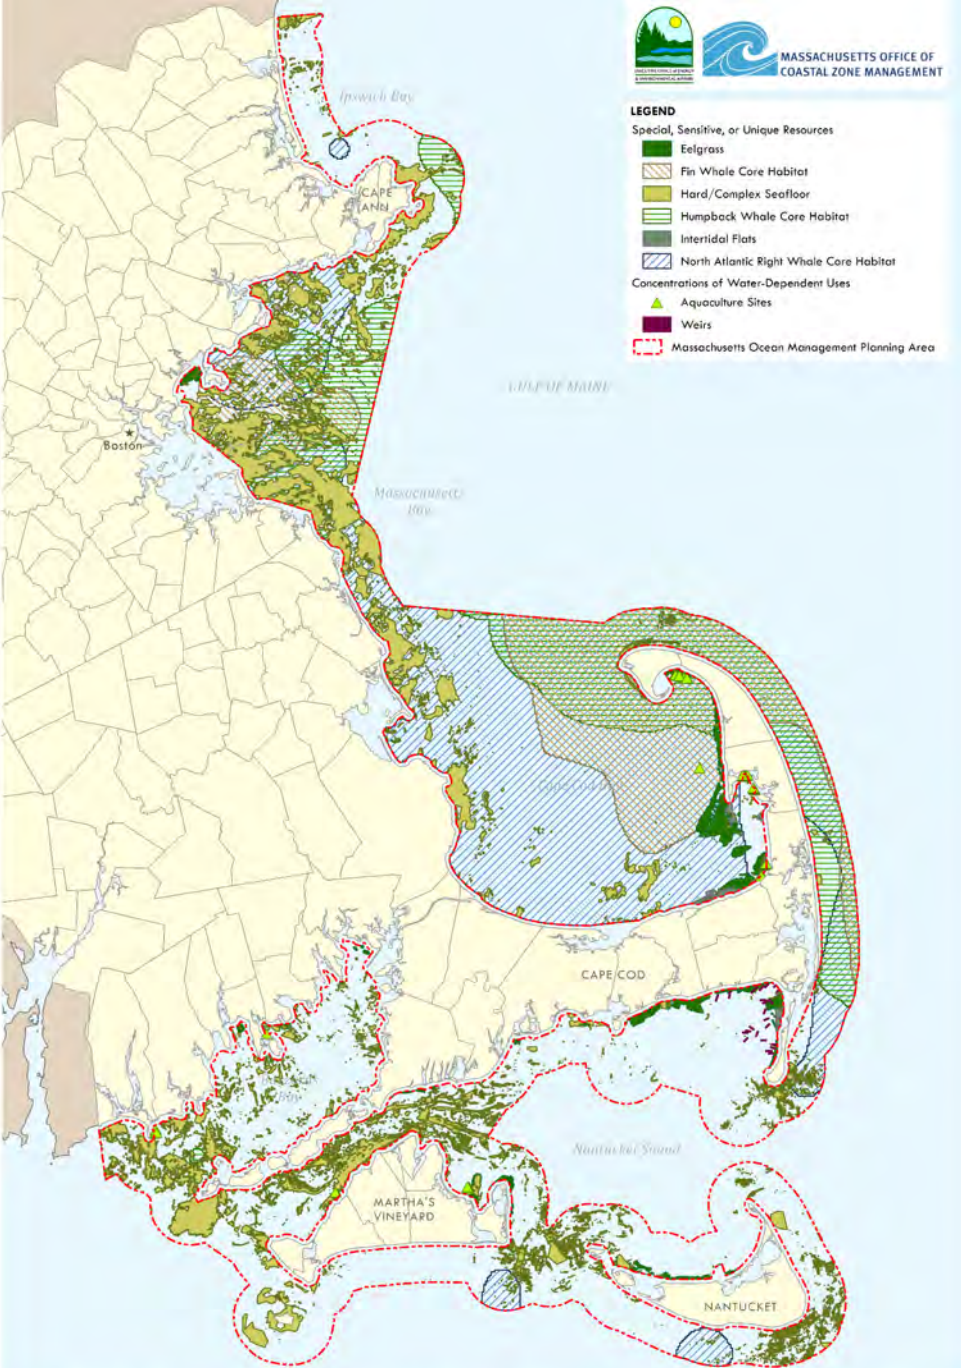 MASSACHUSETTS OFFICE OF
COASTAL ZONE MANAGEMENT
LEGEND
Special, Sensitive, or Unique Resources
Eelgrass
Fin Whale Core Habitat
Hard/Complex Seafloor
Humpback Whale Core Habitat
Intertidal Flats
North Atlantic Right Whale Core Habitat
Concentrations of Water-Dependent Uses
Aquaculture Sites
Weirs
Massachusetts Ocean Management Planning Area
Ipswich Bay
CAPE
ANN
GULF OF MAINE
Boston
Massachusetts
Bay
CAPE COD
Bay
Nantucket Sound
MARTHA'S
VINEYARD
NANTUCKET